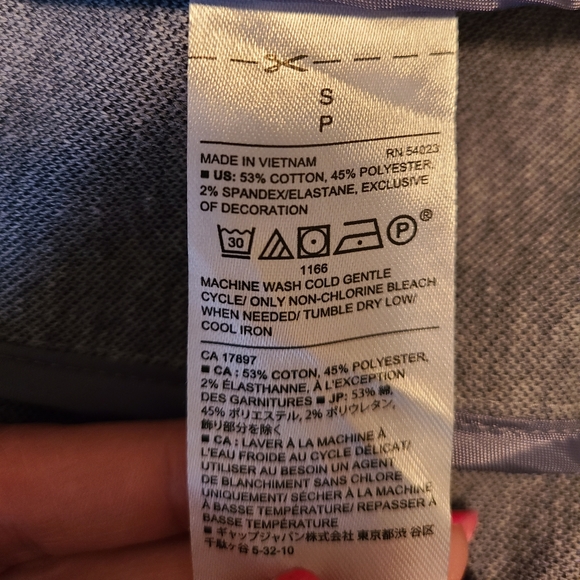 S
P
MADE IN VIETNAM RN 54023
■ US: 53% COTTON, 45% POLYESTER,
2% SPANDEX/ELASTANE, EXCLUSIVE
OF DECORATION
30 P ®
1166
MACHINE WASH COLD GENTLE
CYCLE/ ONLY NON-CHLORINE BLEACH
WHEN NEEDED/ TUMBLE DRY LOW/
COOL IRON
CA 17897
■ CA : 53% COTON, 45% POLYESTER,
2% ÉLASTHANNE, À L'EXCEPTION
DES GARNITURES ■ JP: 53% 綿,
45% ポリエステル, 2% ポリウレタン,
飾り部分を除く
■ CA : LAVER À LA MACHINE À
L'EAU FROIDE AU CYCLE DÉLICAT/
UTILISER AU BESOIN UN AGENT
DE BLANCHIMENT SANS CHLORE
UNIQUEMENT/ SÉCHER À LA MACHINE
À BASSE TEMPÉRATURE/ REPASSER À
BASSE TEMPÉRATURE
■ ギャップジャパン株式会社 東京都渋 谷区
千駄ヶ谷 5-32-10